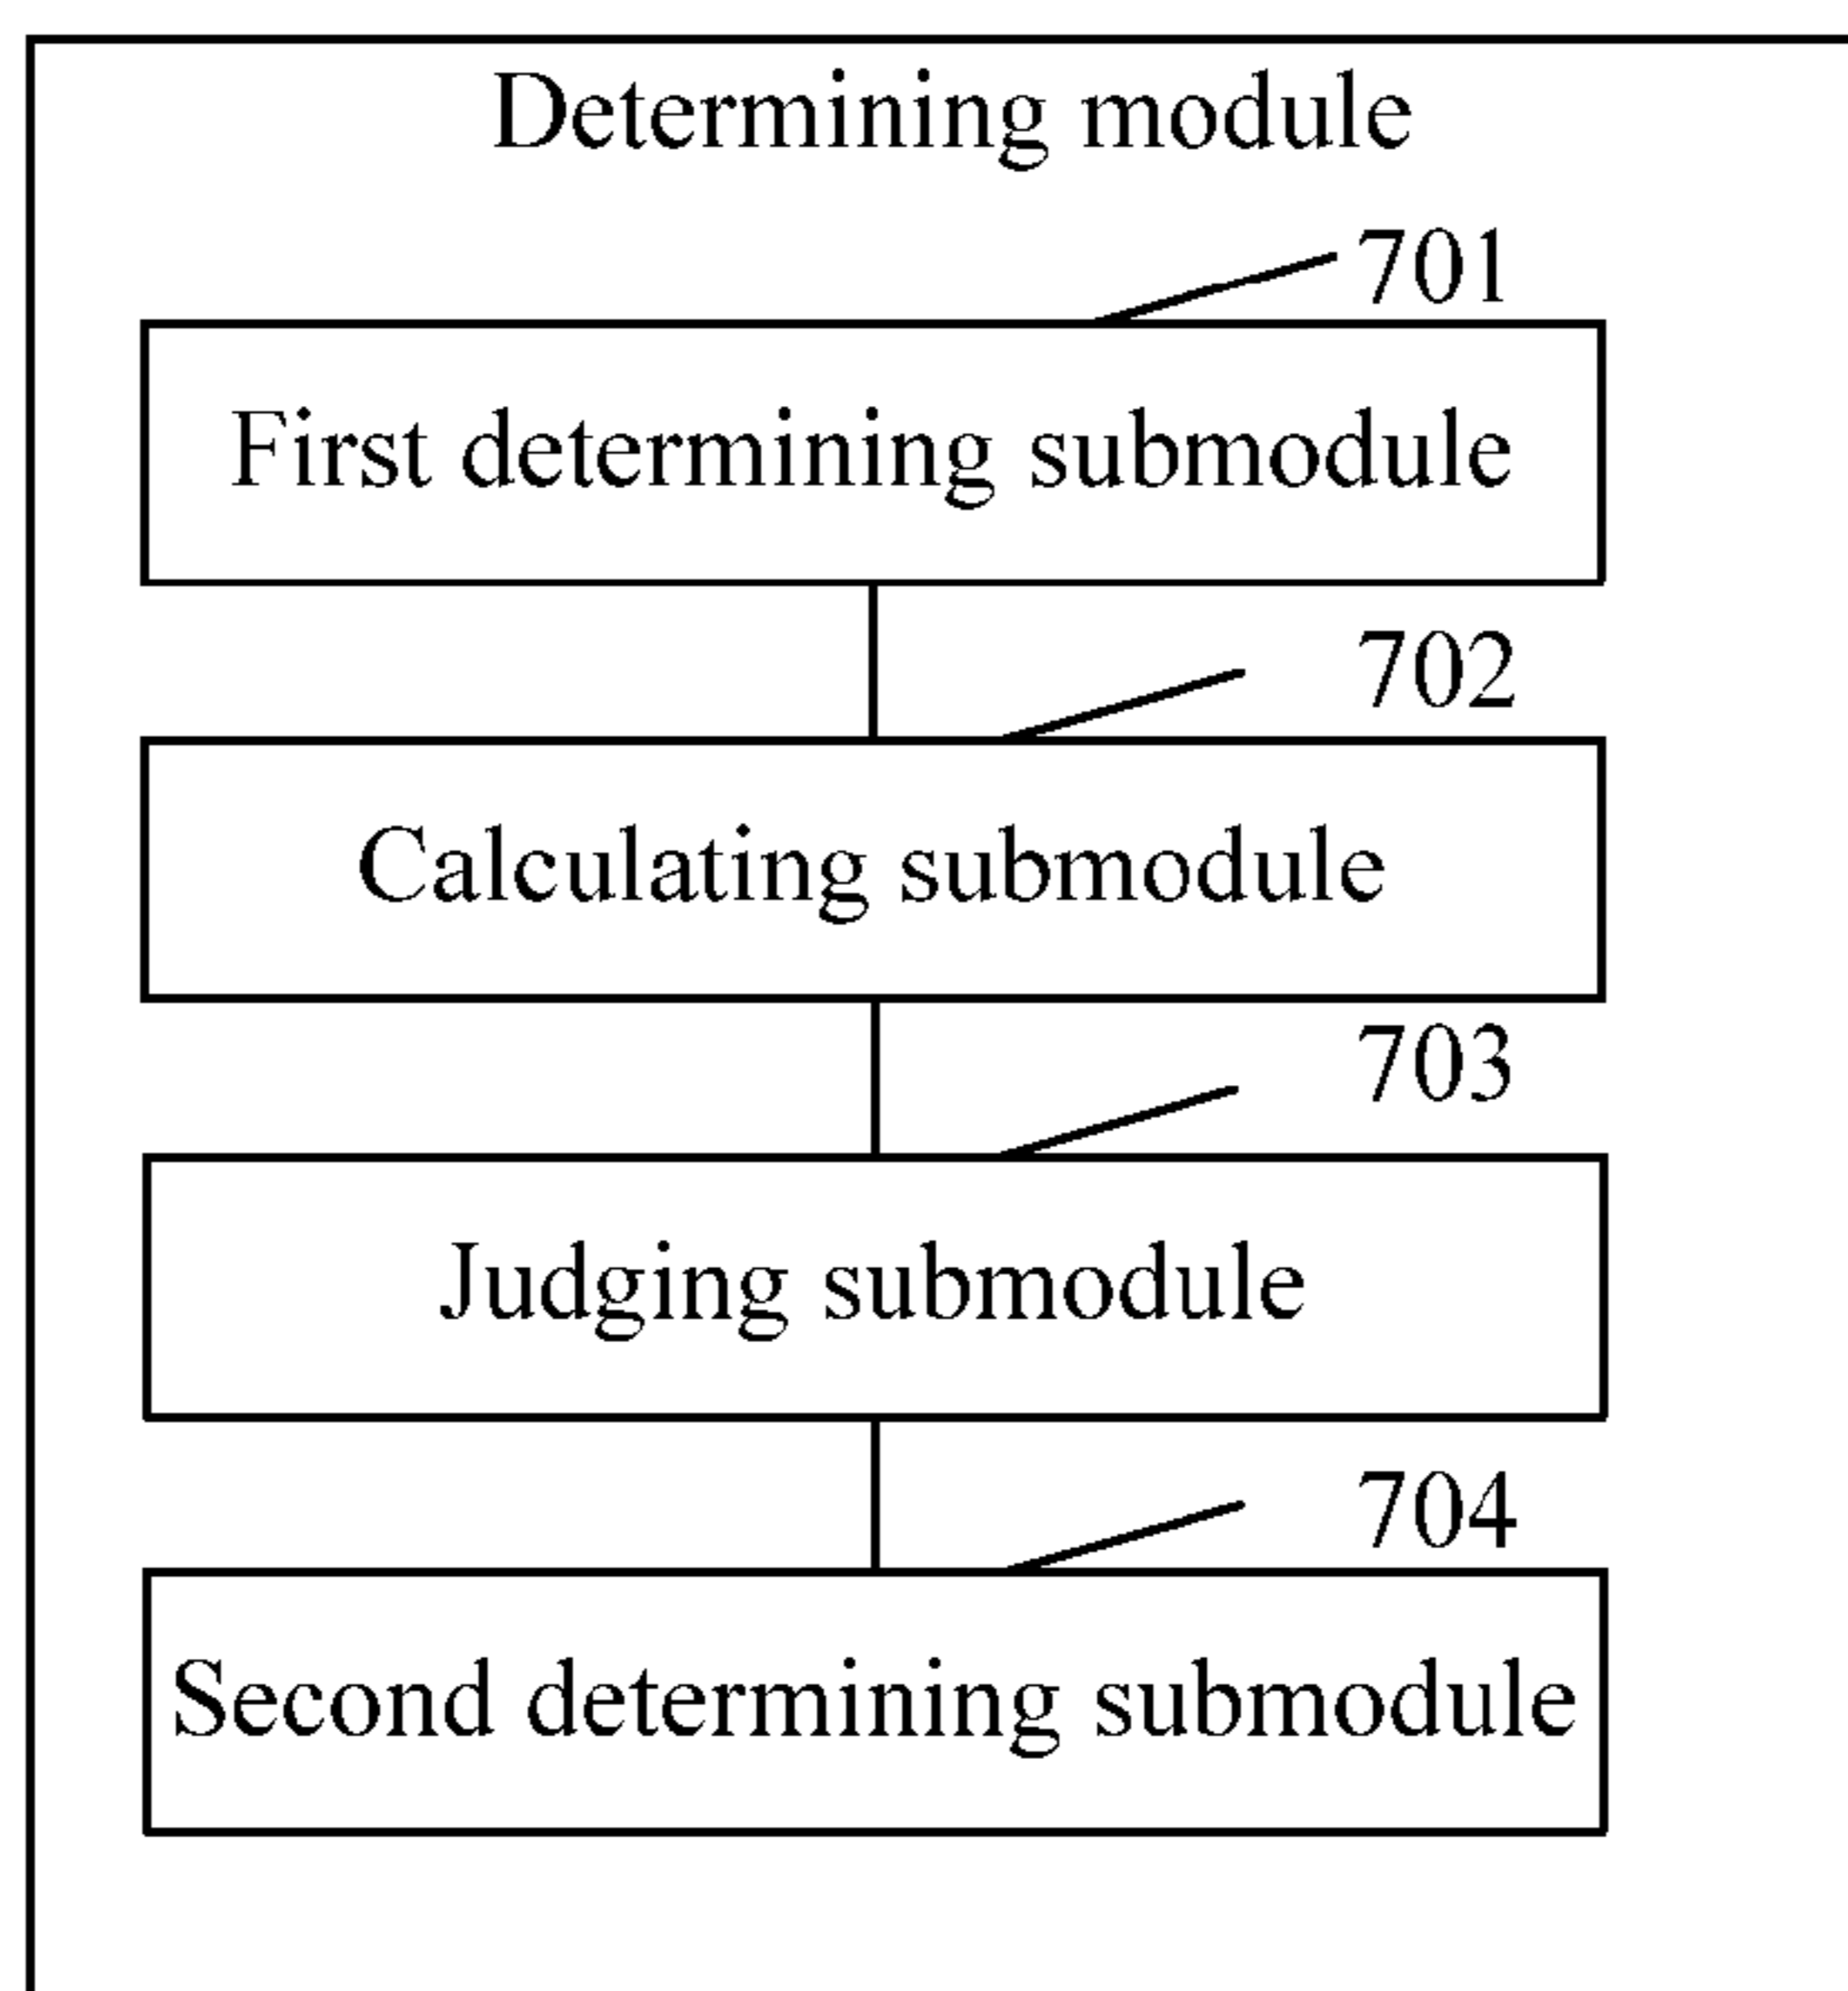 Determining module
701
First determining submodule
702
Calculating submodule
703
Judging submodule
704
Second determining submodule